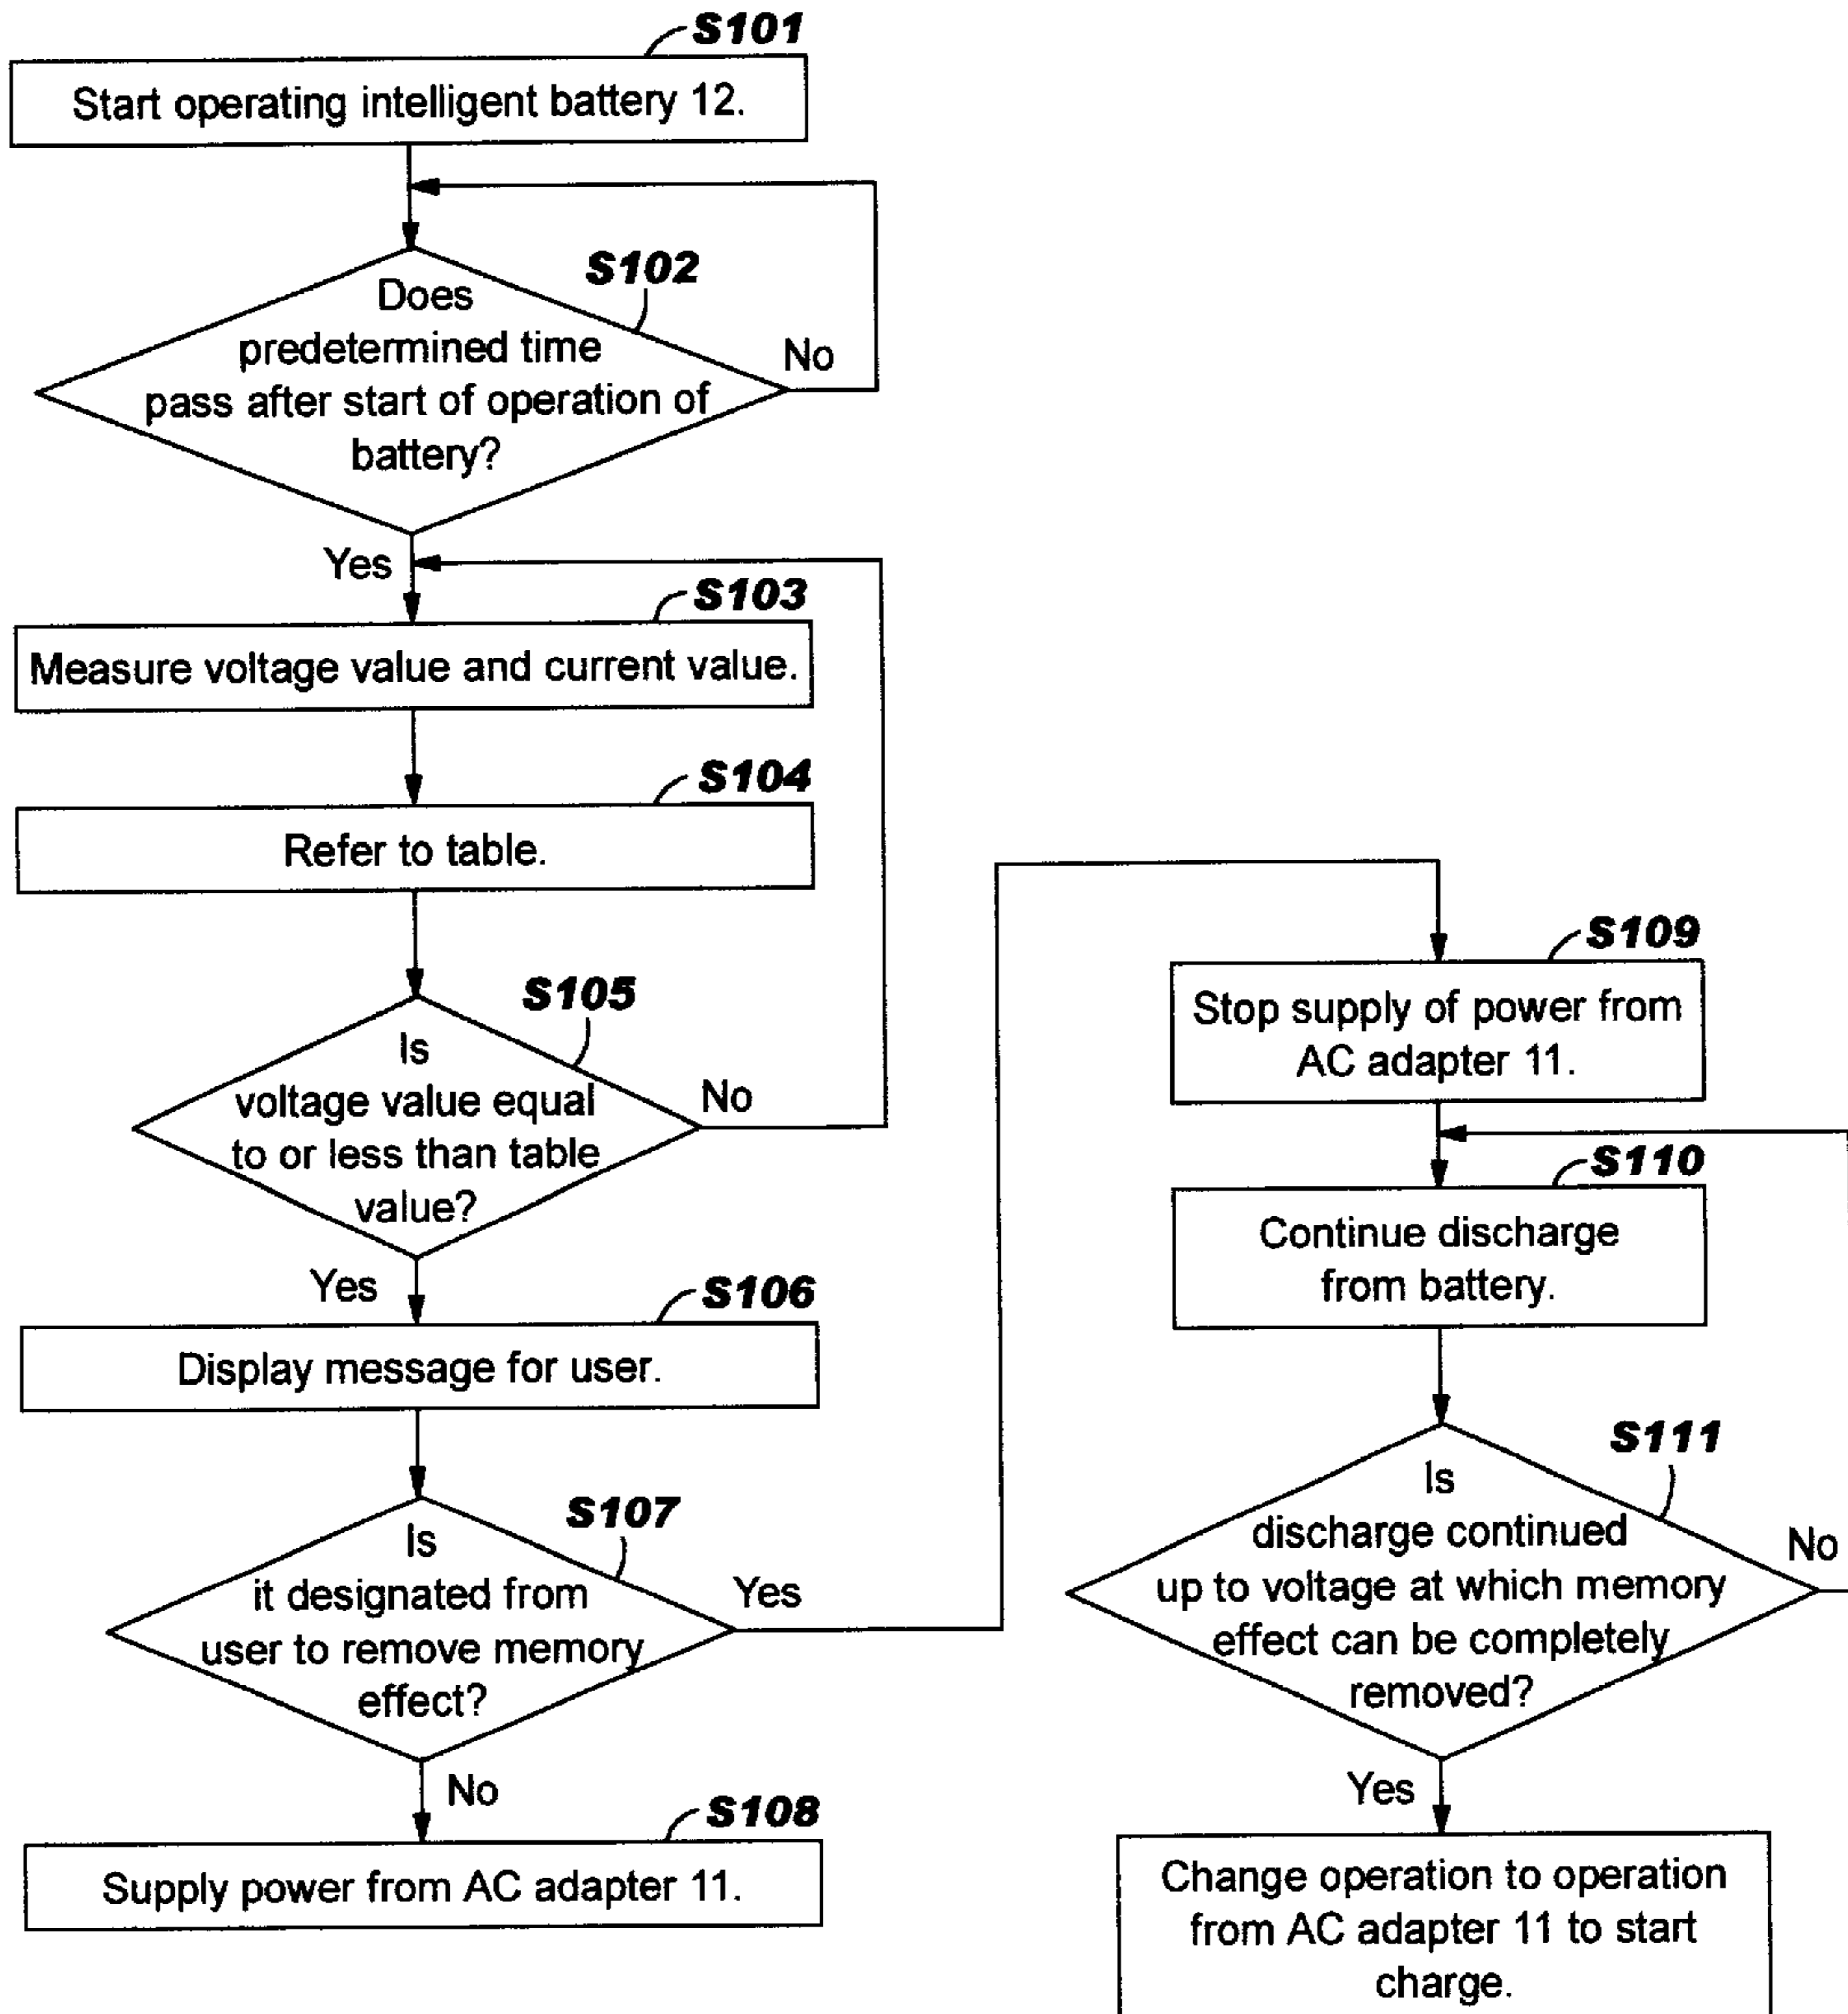 S101
Start operating intelligent battery 12.
S102
Does
predetermined time
pass after start of operation of
battery?
No
Yes
S103
Measure voltage value and current value.
S104
Refer to table.
S105
Is
voltage value equal
to or less than table
value?
No
Yes
S106
Display message for user.
S107
Is
it designated from
user to remove memory
effect?
Yes
No
S108
Supply power from AC adapter 11.
S109
Stop supply of power from
AC adapter 11.
S110
Continue discharge
from battery.
S111
Is
discharge continued
up to voltage at which memory
effect can be completely
removed?
No
Yes
Change operation to operation
from AC adapter 11 to start
charge.